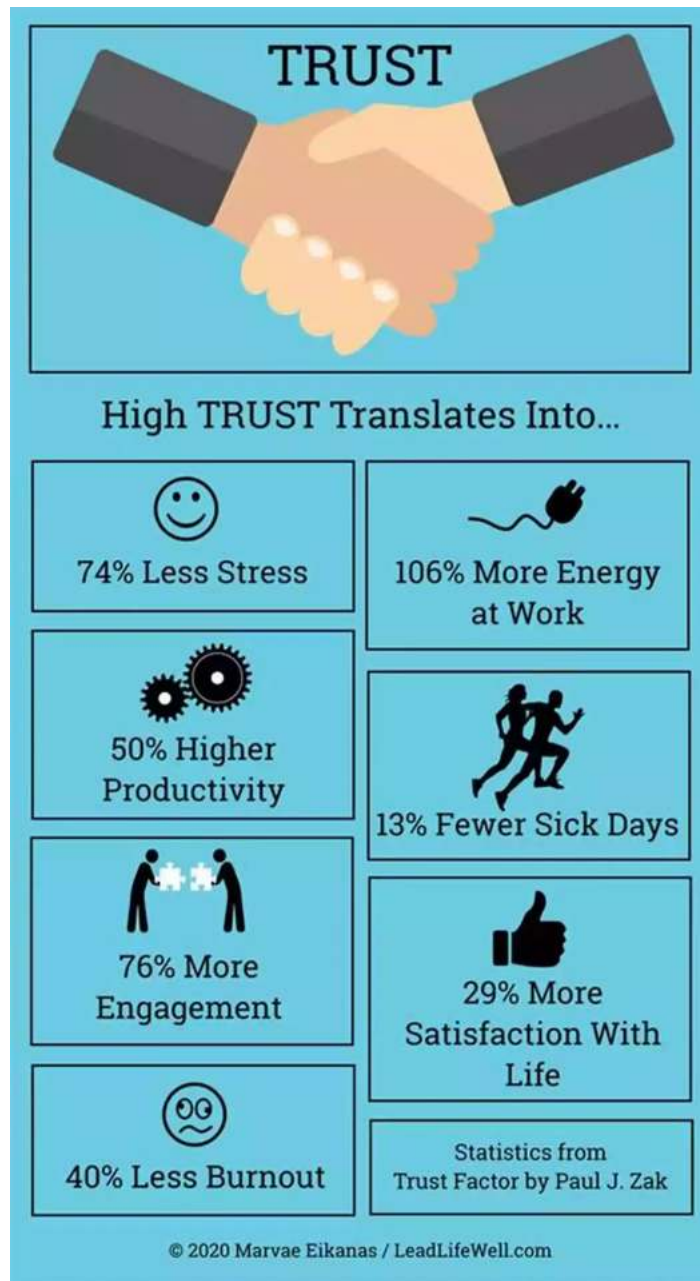 TRUST
High TRUST Translates Into...
74% Less Stress
106% More Energy
at Work
50% Higher
Productivity
13% Fewer Sick Days
76% More
Engagement
29% More
Satisfaction With
Life
40% Less Burnout
Statistics from
Trust Factor by Paul J. Zak
© 2020 Marvae Eikanas / LeadLifeWell.com